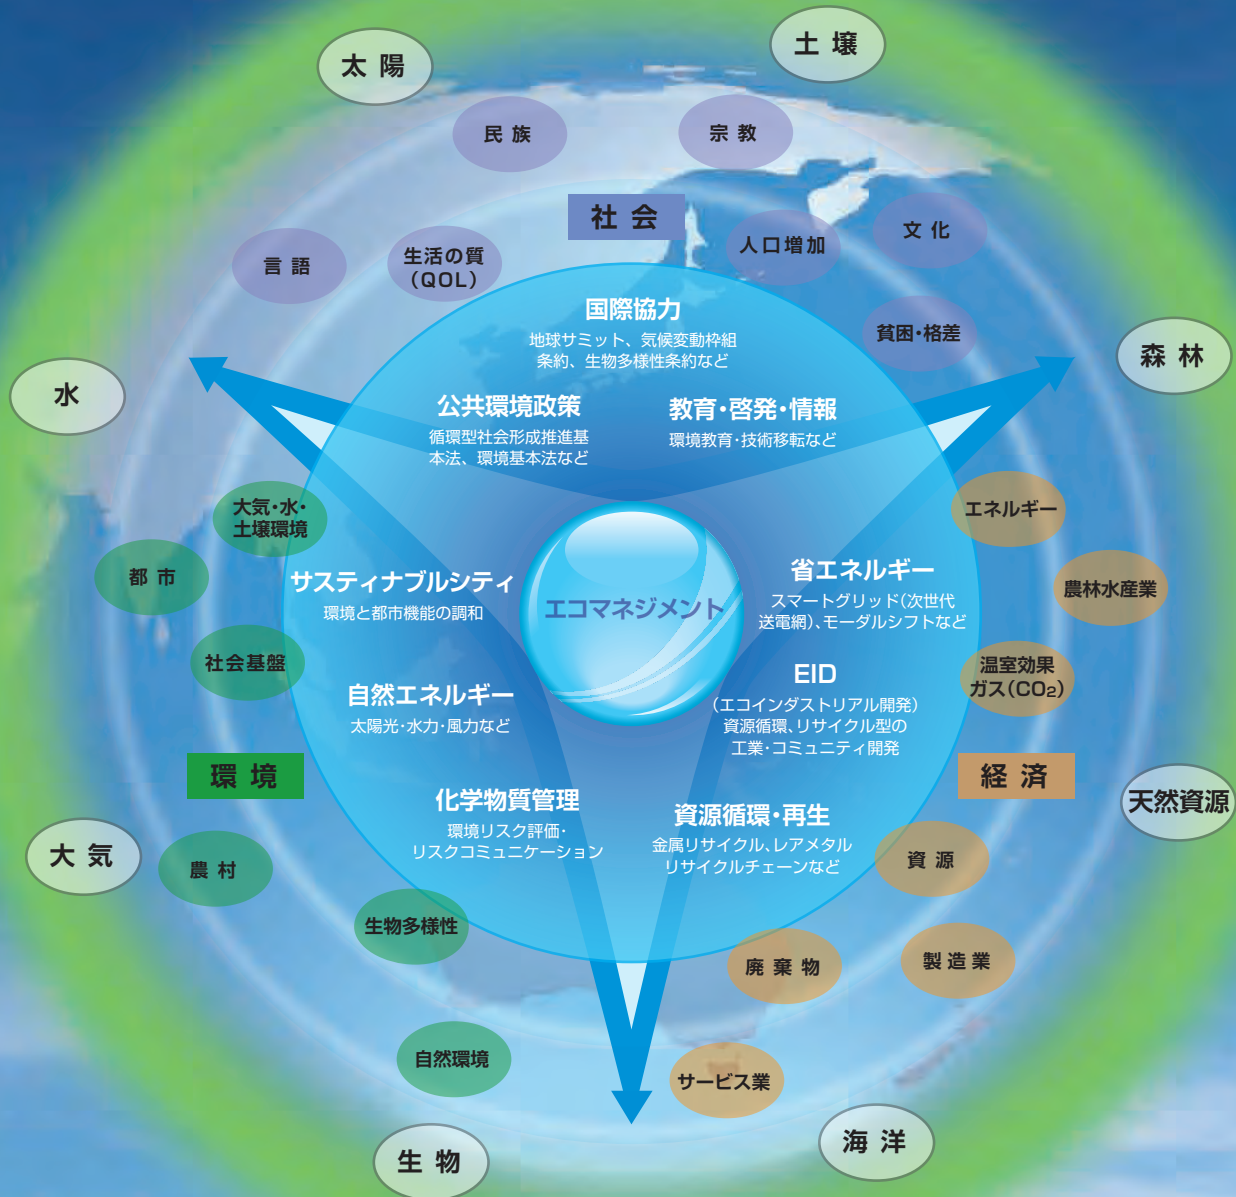 太陽
土壌
民族
宗教
社会
人口増加
文化
言語
生活の質
(QOL)
国際協力
地球サミット、気候変動枠組
条約、生物多様性条約など
貧困・格差
森林
水
公共環境政策
循環型社会形成推進基
本法、環境基本法など
教育・啓発・情報
環境教育・技術移転など
大気・水・
土壌環境
エネルギー
都市
サスティナブルシティ
環境と都市機能の調和
エコマネジメント
省エネルギー
スマートグリッド(次世代
送電網)、モーダルシフトなど
農林水産業
社会基盤
温室効果
ガス(CO₂)
自然エネルギー
太陽光・水力・風力など
EID
(エコインダストリアル開発)
資源循環、リサイクル型の
工業・コミュニティ開発
環境
経済
天然資源
化学物質管理
環境リスク評価・
リスクコミュニケーション
資源循環・再生
金属リサイクル、レアメタル
リサイクルチェーンなど
大気
農村
資源
生物多様性
廃棄物
製造業
自然環境
サービス業
生物
海洋